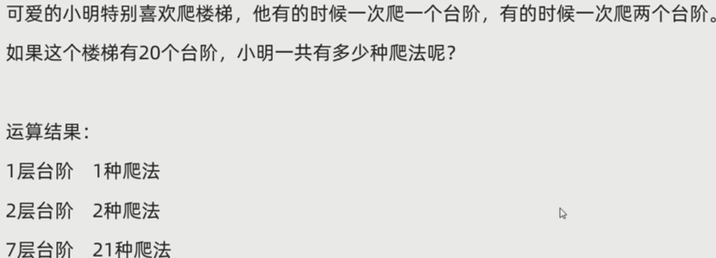 可爱的小明特别喜欢爬楼梯，他有的时候一次爬一个台阶，有的时候一次爬两个台阶。
如果这个楼梯有20个台阶，小明一共有多少种爬法呢？
运算结果：
1层台阶 1种爬法
2层台阶 2种爬法
7层台阶 21种爬法